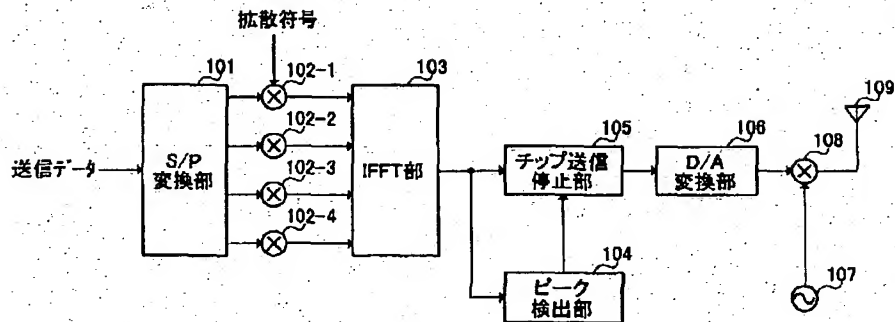 拡散符号
101
102-1
103
102-2
102-3
102-4
送信データ
S/P
変換部
IFFT部
105
チップ送信
停止部
106
D/A
変換部
108
109
104
ピーク
検出部
107